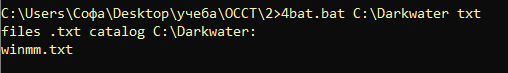 C:\Users\Софа\Desktop\учеба\ОССТ\2>4bat.bat C:\Darkwater txt
files .txt catalog C:\Darkwater:
winmm.txt